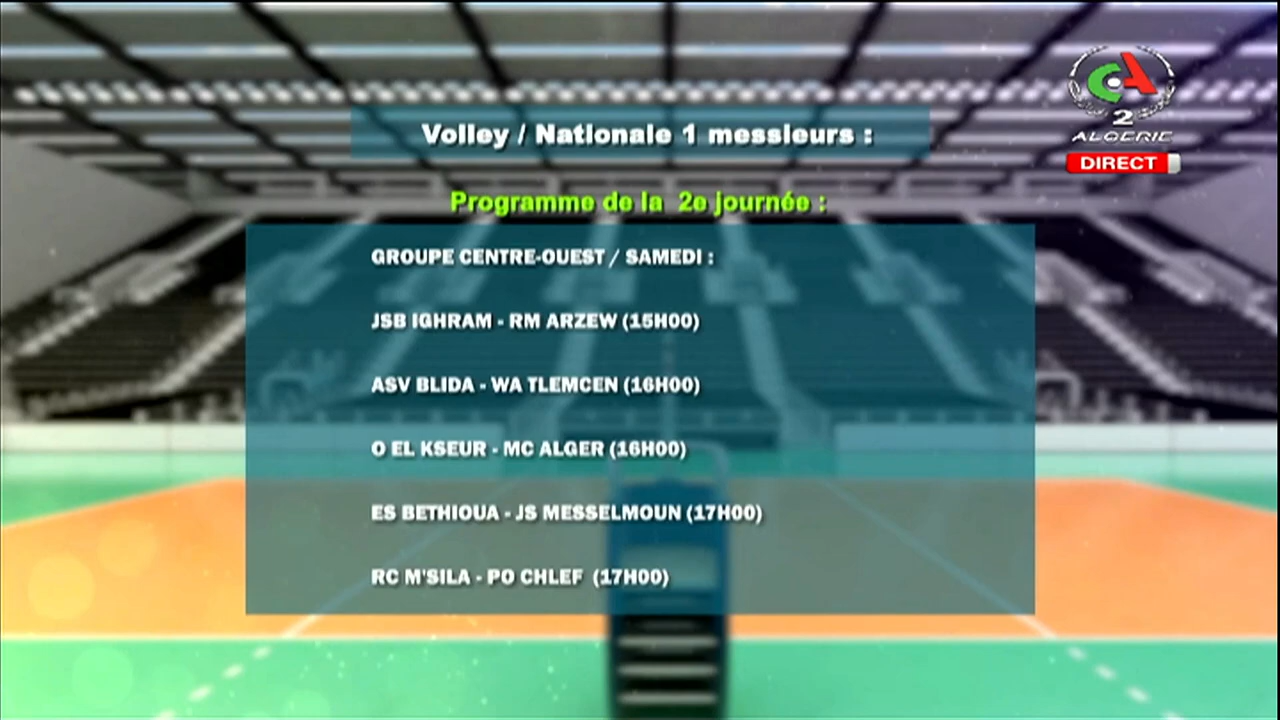 Volley / Nationale 1 messieurs :
Programme de la 2e journée :
GROUPE CENTRE-OUEST / SAMEDI :
JSB IGHRAM - RM ARZEW (15H00)
ASV BLIDA - WA TLEMCEN (16H00)
O EL KSEUR - MC ALGER (16H00)
ES BETHIOUA - JS MESSELMOUN (17H00)
RC M'SILA - PO CHLEF (17H00)
CA
2
ALGERIE
DIRECT